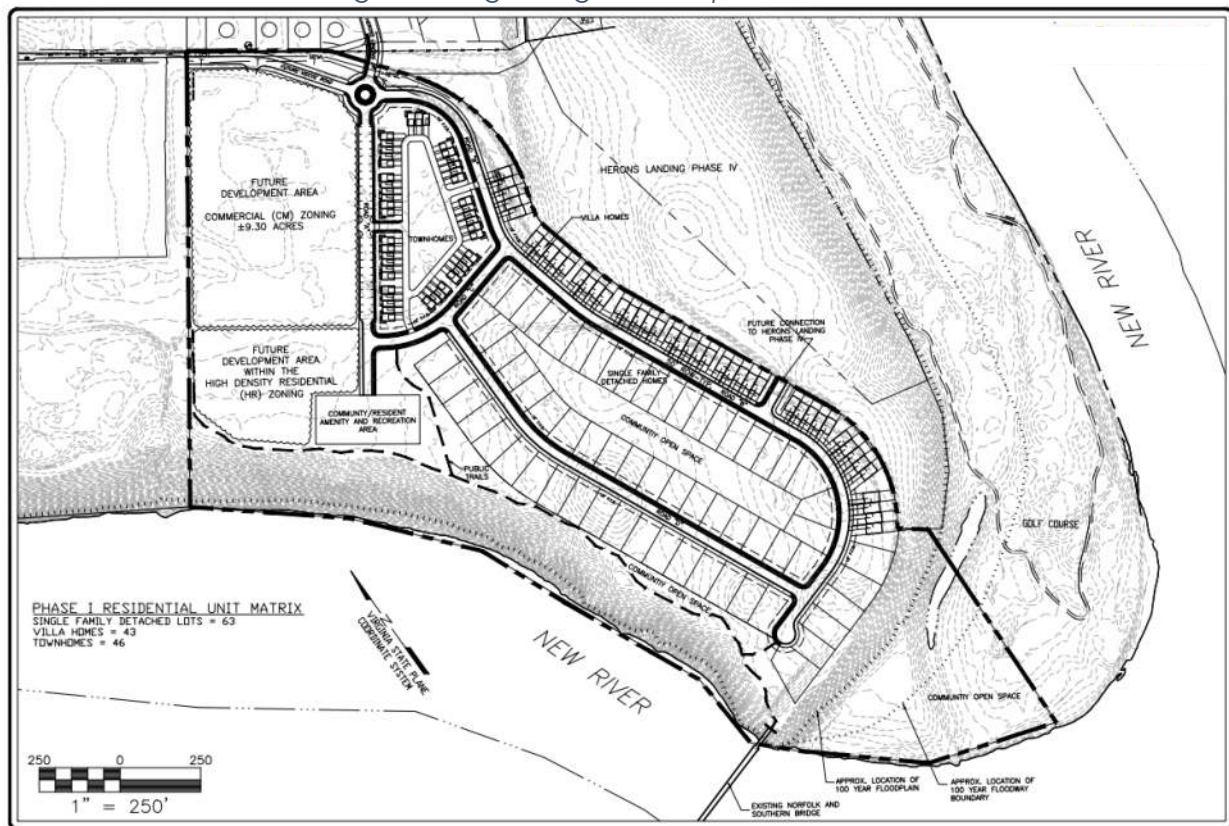 HERONS LANDING PHASE IV
VILLA HOMES
FUTURE
DEVELOPMENT AREA
COMMERCIAL (CM) ZONING
±9.30 ACRES
TOWNHOMES
NEW RIVER
FUTURE CONNECTION
TO HERONS LANDING
PHASE IV
FUTURE
DEVELOPMENT AREA
WITHIN THE
HIGH DENSITY RESIDENTIAL
(HR) ZONING
SINGLE FAMILY
DETACHED HOMES
COMMUNITY/RESIDENT
AMENITY AND RECREATION
AREA
COMMUNITY OPEN SPACE
PUBLIC
TRAILS
GOLF COURSE
COMMUNITY OPEN SPACE
PHASE I RESIDENTIAL UNIT MATRIX
SINGLE FAMILY DETACHED LOTS = 63
VILLA HOMES = 43
TOWNHOMES = 46
VIRGINIA STATE PLANE
COORDINATE SYSTEM
NEW RIVER
COMMUNTIY OPEN SPACE
250 0 250
1" = 250'
APPROX. LOCATION OF
100 YEAR FLOODPLAIN
APPROX. LOCATION OF
100 YEAR FLOODWAY
BOUNDARY
EXISTING NORFOLK AND
SOUTHERN BRIDGE